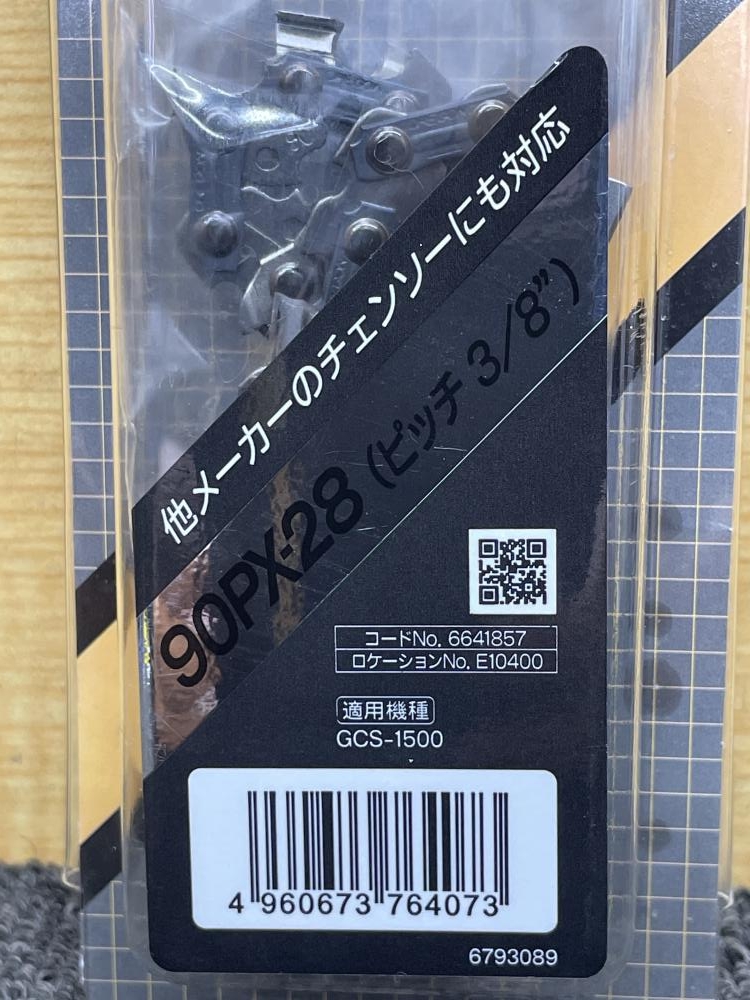 他メーカーのチェンソーにも対応
90PX-28 (ピッチ 3/8”)
コードNo. 6641857
ロケーションNo. E10400
適用機種
GCS-1500
4 960673 764073
6793089